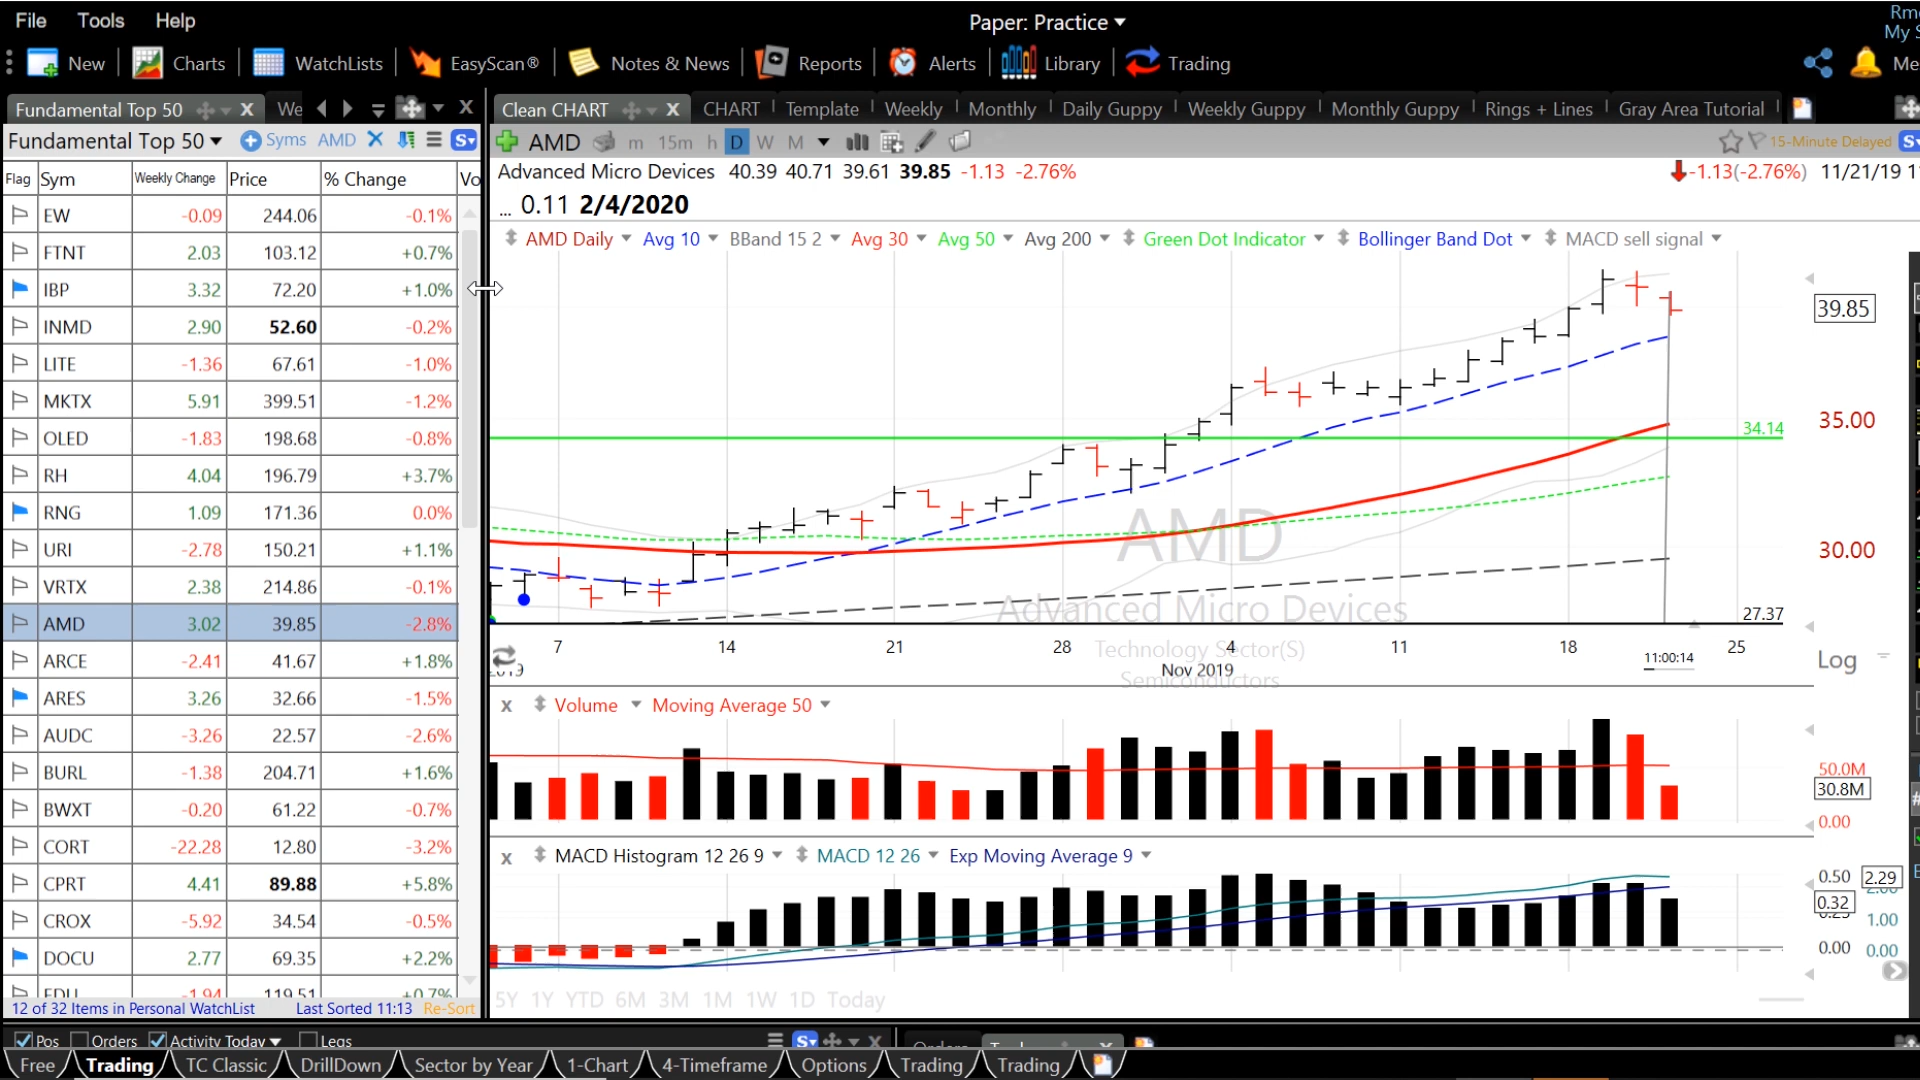 File Tools Help
Paper: Practice
New Charts WatchLists EasyScan® Notes & News Reports Alerts Library Trading
Fundamental Top 50 We
Clean CHART CHART Template Weekly Monthly Daily Guppy Weekly Guppy Monthly Guppy Rings + Lines Gray Area Tutorial
Fundamental Top 50 Syms AMD
AMD m 15m h D W M 15-Minute Delayed
Flag Sym Weekly Change Price % Change Vo
EW -0.09 244.06 -0.1%
FTNT 2.03 103.12 +0.7%
IBP 3.32 72.20 +1.0%
INMD 2.90 52.60 -0.2%
LITE -1.36 67.61 -1.0%
MKTX 5.91 399.51 -1.2%
OLED -1.83 198.68 -0.8%
RH 4.04 196.79 +3.7%
RNG 1.09 171.36 0.0%
URI -2.78 150.21 +1.1%
VRTX 2.38 214.86 -0.1%
AMD 3.02 39.85 -2.8%
ARCE -2.41 41.67 +1.8%
ARES 3.26 32.66 -1.5%
AUDC -3.26 22.57 -2.6%
BURL -1.38 204.71 +1.6%
BWXT -0.20 61.22 -0.7%
CORT -22.28 12.80 -3.2%
CPRT 4.41 89.88 +5.8%
CROX -5.92 34.54 -0.5%
DOCU 2.77 69.35 +2.2%
EDU -1.94 119.51 +0.7%
12 of 32 Items in Personal WatchList Last Sorted 11:13 Re-Sort
Advanced Micro Devices 40.39 40.71 39.61 39.85 -1.13 -2.76% -1.13(-2.76%) 11/21/19
... 0.11 2/4/2020
AMD Daily Avg 10 BBand 15 2 Avg 30 Avg 50 Avg 200 Green Dot Indicator Bollinger Band Dot MACD sell signal
39.85
35.00
34.14
30.00
27.37
AMD
Advanced Micro Devices
Technology Sector(S)
Semiconductors
7 14 21 28 4 11 18 25
Nov 2019
11:00:14
Log
Volume Moving Average 50
50.0M
30.8M
0.00
MACD Histogram 12 26 9 MACD 12 26 Exp Moving Average 9
0.50 2.29
0.32
1.00
0.00 0.00
5Y 1Y YTD 6M 3M 1M 1W 1D Today
Pos Orders Activity Today Legs
Free Trading TC Classic DrillDown Sector by Year 1-Chart 4-Timeframe Options Trading Trading